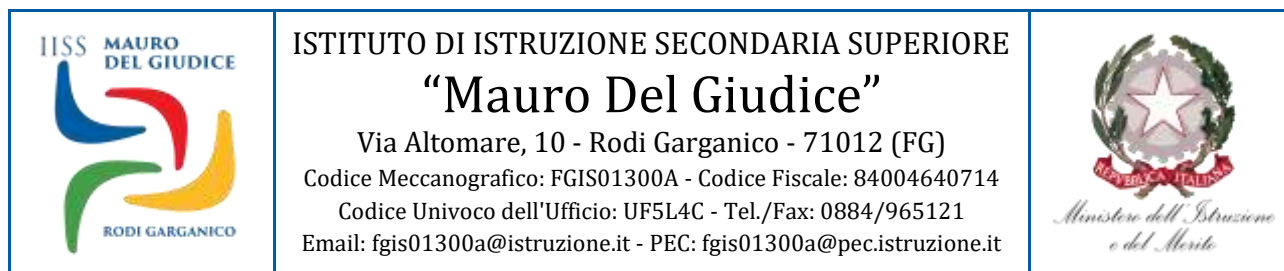 IISS MAURO
DEL GIUDICE
RODI GARGANICO
ISTITUTO DI ISTRUZIONE SECONDARIA SUPERIORE
“Mauro Del Giudice”
Via Altomare, 10 - Rodi Garganico - 71012 (FG)
Codice Meccanografico: FGIS01300A - Codice Fiscale: 84004640714
Codice Univoco dell'Ufficio: UF5L4C - Tel./Fax: 0884/965121
Email: fgis01300a@istruzione.it - PEC: fgis01300a@pec.istruzione.it
REPVBBLICA ITALIANA
Ministero dell'Istruzione
e del Merito